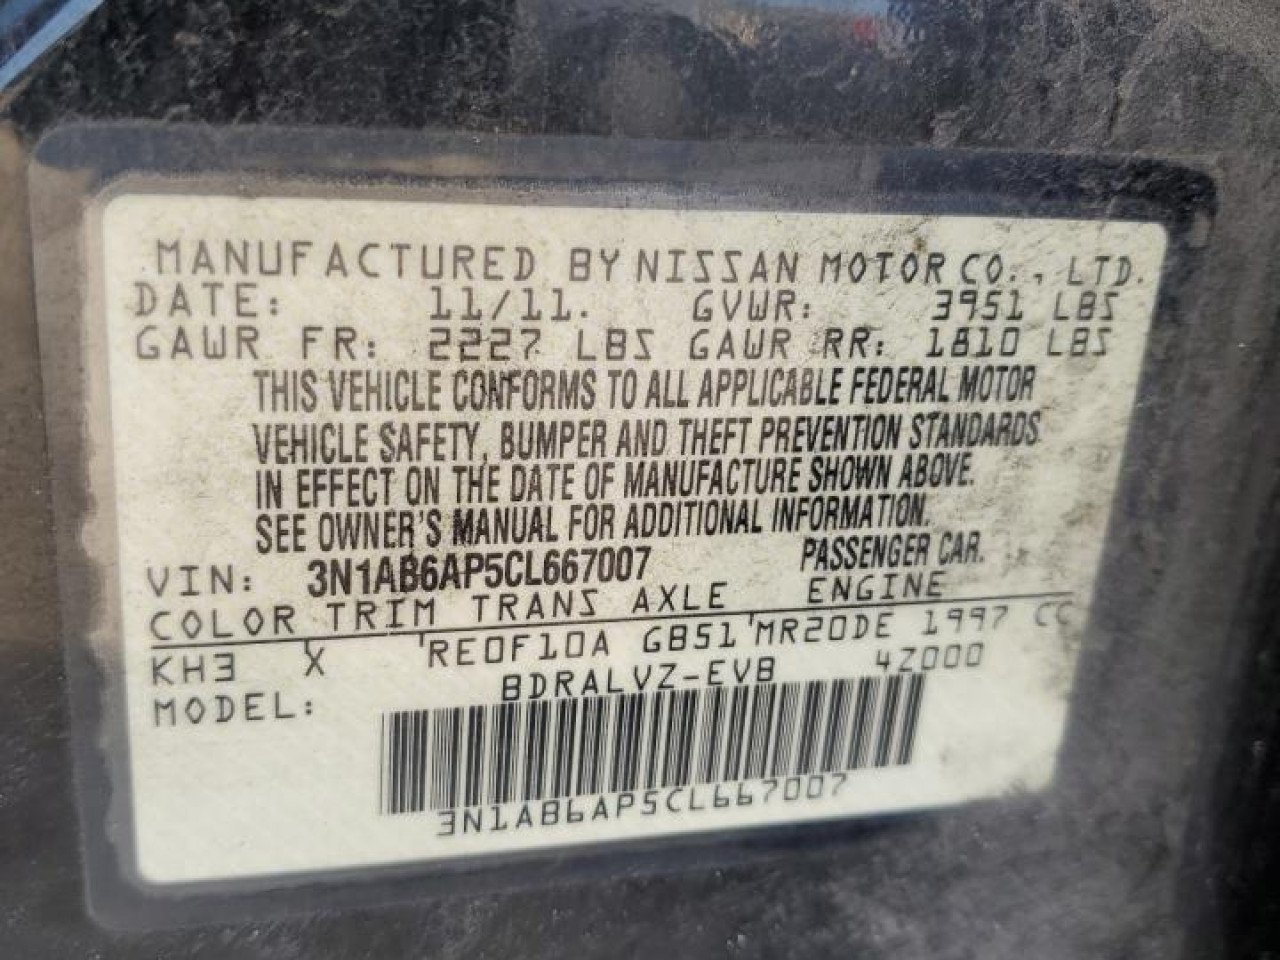 MANUFACTURED BY NISSAN MOTOR CO., LTD.
DATE: 11/11. GVWR: 3951 LBS
GAWR FR: 2227 LBS GAWR RR: 1810 LBS
THIS VEHICLE CONFORMS TO ALL APPLICABLE FEDERAL MOTOR
VEHICLE SAFETY, BUMPER AND THEFT PREVENTION STANDARDS
IN EFFECT ON THE DATE OF MANUFACTURE SHOWN ABOVE.
SEE OWNER'S MANUAL FOR ADDITIONAL INFORMATION.
VIN: 3N1AB6AP5CL667007 PASSENGER CAR.
COLOR TRIM TRANS AXLE ENGINE
KH3 X RE0F10A GB51 MR20DE 1997 CC
MODEL: BDRALVZ-EVB 4Z000
3N1AB6AP5CL667007